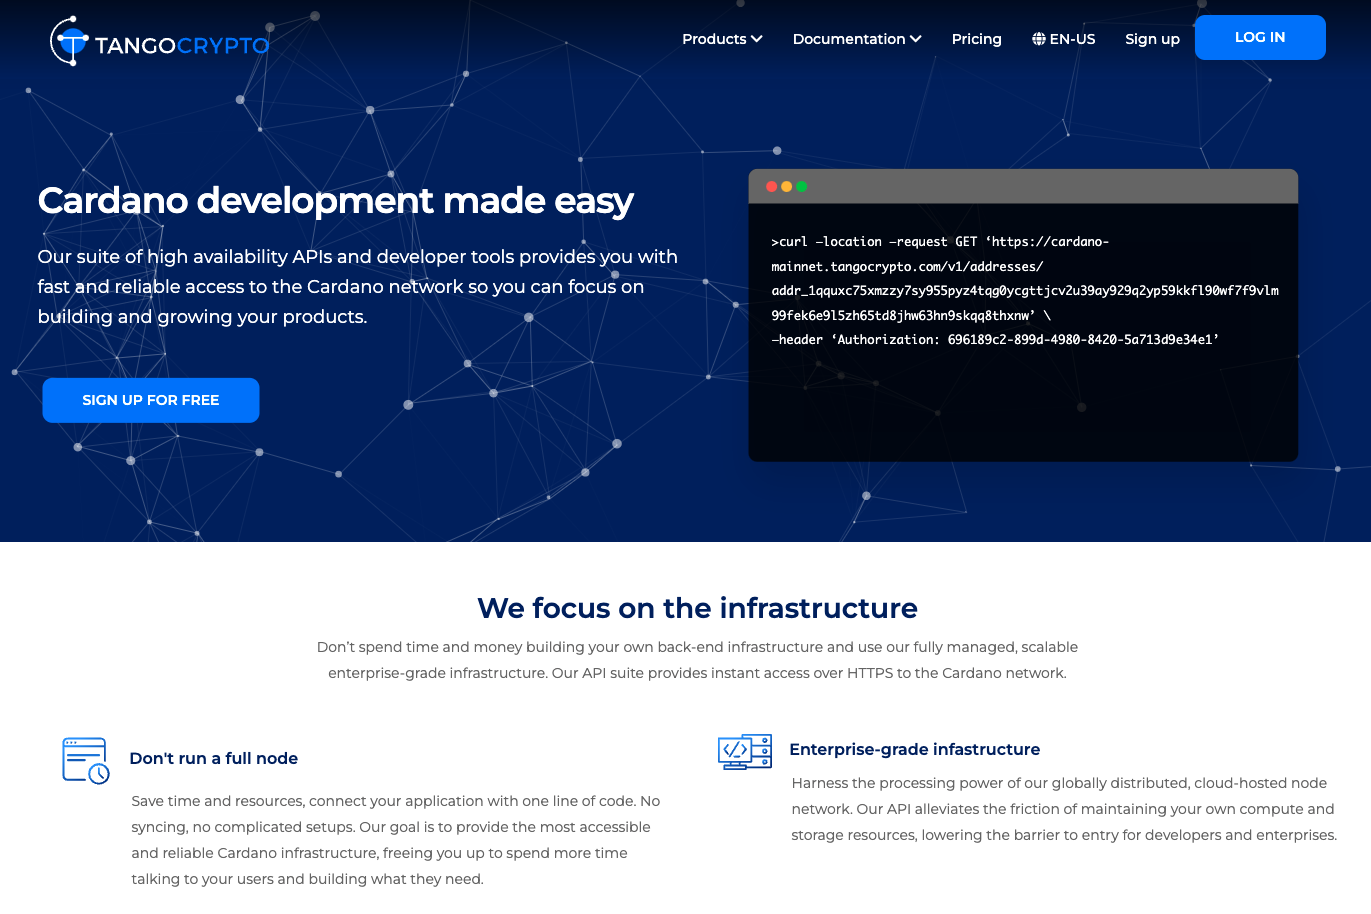 TANGOCRYPTO
Products
Documentation
Pricing
EN-US
Sign up
LOG IN
Cardano development made easy
Our suite of high availability APIs and developer tools provides you with
fast and reliable access to the Cardano network so you can focus on
building and growing your products.
SIGN UP FOR FREE
>curl –location –request GET ‘https://cardano-
mainnet.tangocrypto.com/v1/addresses/
addr_1qquxc75xmzzy7sy955pyz4tqg0ycgttjcv2u39ay929q2yp59kkfl90wf7f9vlm
99fek6e9l5zh65td8jhw63hn9skqq8thxnw’ \
–header ‘Authorization: 696189c2-899d-4980-8420-5a713d9e34e1’
We focus on the infrastructure
Don’t spend time and money building your own back-end infrastructure and use our fully managed, scalable
enterprise-grade infrastructure. Our API suite provides instant access over HTTPS to the Cardano network.
Don't run a full node
Save time and resources, connect your application with one line of code. No
syncing, no complicated setups. Our goal is to provide the most accessible
and reliable Cardano infrastructure, freeing you up to spend more time
talking to your users and building what they need.
Enterprise-grade infastructure
Harness the processing power of our globally distributed, cloud-hosted node
network. Our API alleviates the friction of maintaining your own compute and
storage resources, lowering the barrier to entry for developers and enterprises.